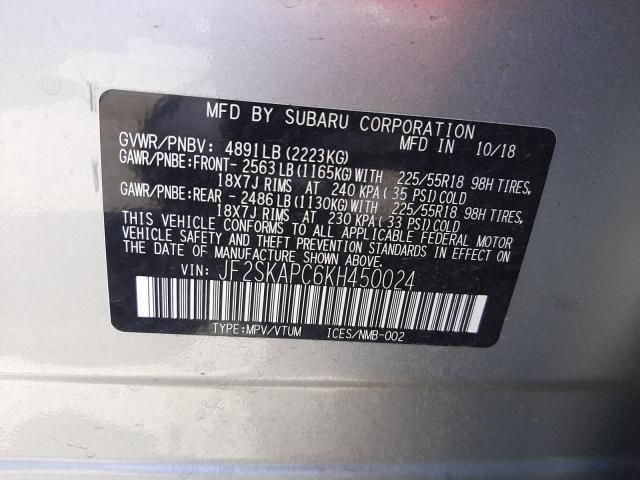 MFD BY SUBARU CORPORATION
MFD IN 10/18
GVWR/PNBV: 4891LB(2223KG)
GAWR/PNBE:FRONT- 2563LB(1165KG)WITH 225/55R18 98H TIRES,
18X7J RIMS AT 240 KPA(35 PSI)COLD
GAWR/PNBE:REAR - 2486LB(1130KG)WITH 225/55R18 98H TIRES,
18X7J RIMS AT 230 KPA(33 PSI)COLD
THIS VEHICLE CONFORMS TO ALL APPLICABLE FEDERAL MOTOR
VEHICLE SAFETY AND THEFT PREVENTION STANDARDS IN EFFECT ON
THE DATE OF MANUFACTURE SHOWN ABOVE.
VIN: JF2SKAPC6KH450024
TYPE:MPV/VTUM ICES/NMB-002